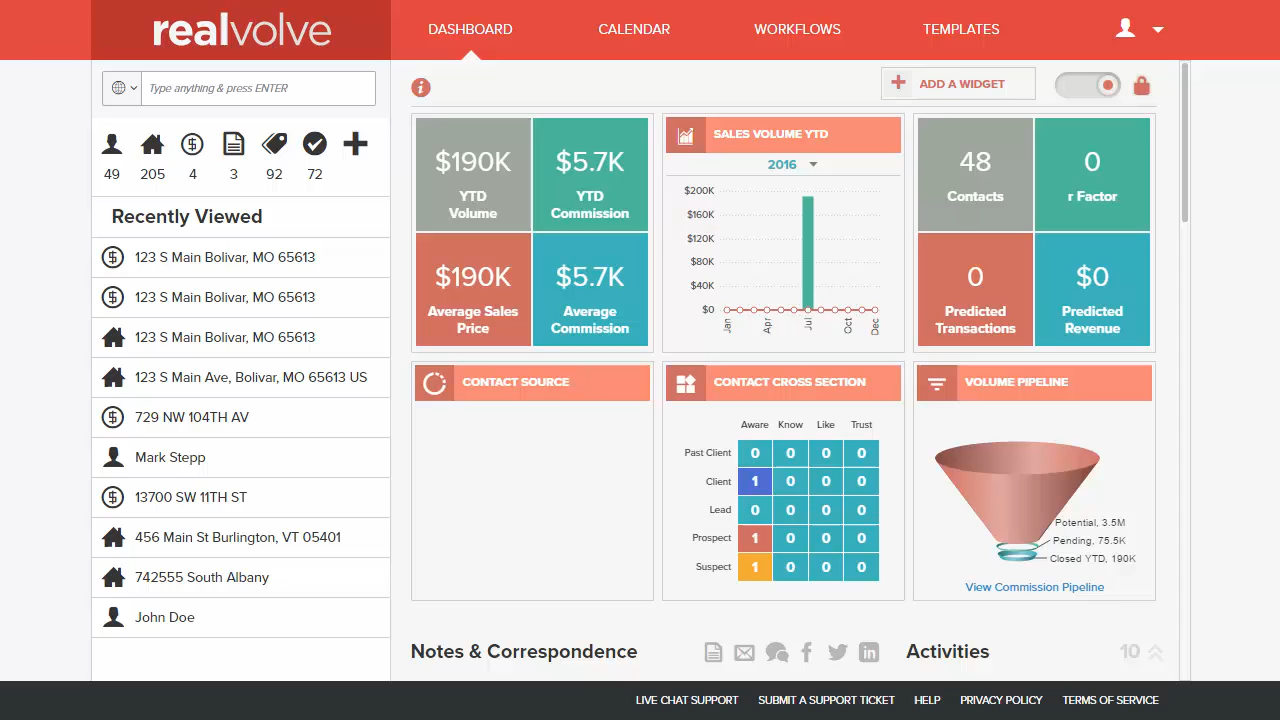 realvolve
DASHBOARD
CALENDAR
WORKFLOWS
TEMPLATES
Type anything & press ENTER
49
205
4
3
92
72
Recently Viewed
123 S Main Bolivar, MO 65613
123 S Main Bolivar, MO 65613
123 S Main Bolivar, MO 65613
123 S Main Ave, Bolivar, MO 65613 US
729 NW 104TH AV
Mark Stepp
13700 SW 11TH ST
456 Main St Burlington, VT 05401
742555 South Albany
John Doe
ADD A WIDGET
$190K
YTD
Volume
$5.7K
YTD
Commission
$190K
Average Sales
Price
$5.7K
Average
Commission
SALES VOLUME YTD
2016
$200K
$160K
$120K
$80K
$40K
$0
Jan
Apr
Jul
Oct
Dec
48
Contacts
0
r Factor
0
Predicted
Transactions
$0
Predicted
Revenue
CONTACT SOURCE
CONTACT CROSS SECTION
Aware Know Like Trust
Past Client 0 0 0 0
Client 1 0 0 0
Lead 0 0 0 0
Prospect 1 0 0 0
Suspect 1 0 0 0
VOLUME PIPELINE
Potential, 3.5M
Pending, 75.5K
Closed YTD, 190K
View Commission Pipeline
Notes & Correspondence
Activities
10
LIVE CHAT SUPPORT
SUBMIT A SUPPORT TICKET
HELP
PRIVACY POLICY
TERMS OF SERVICE